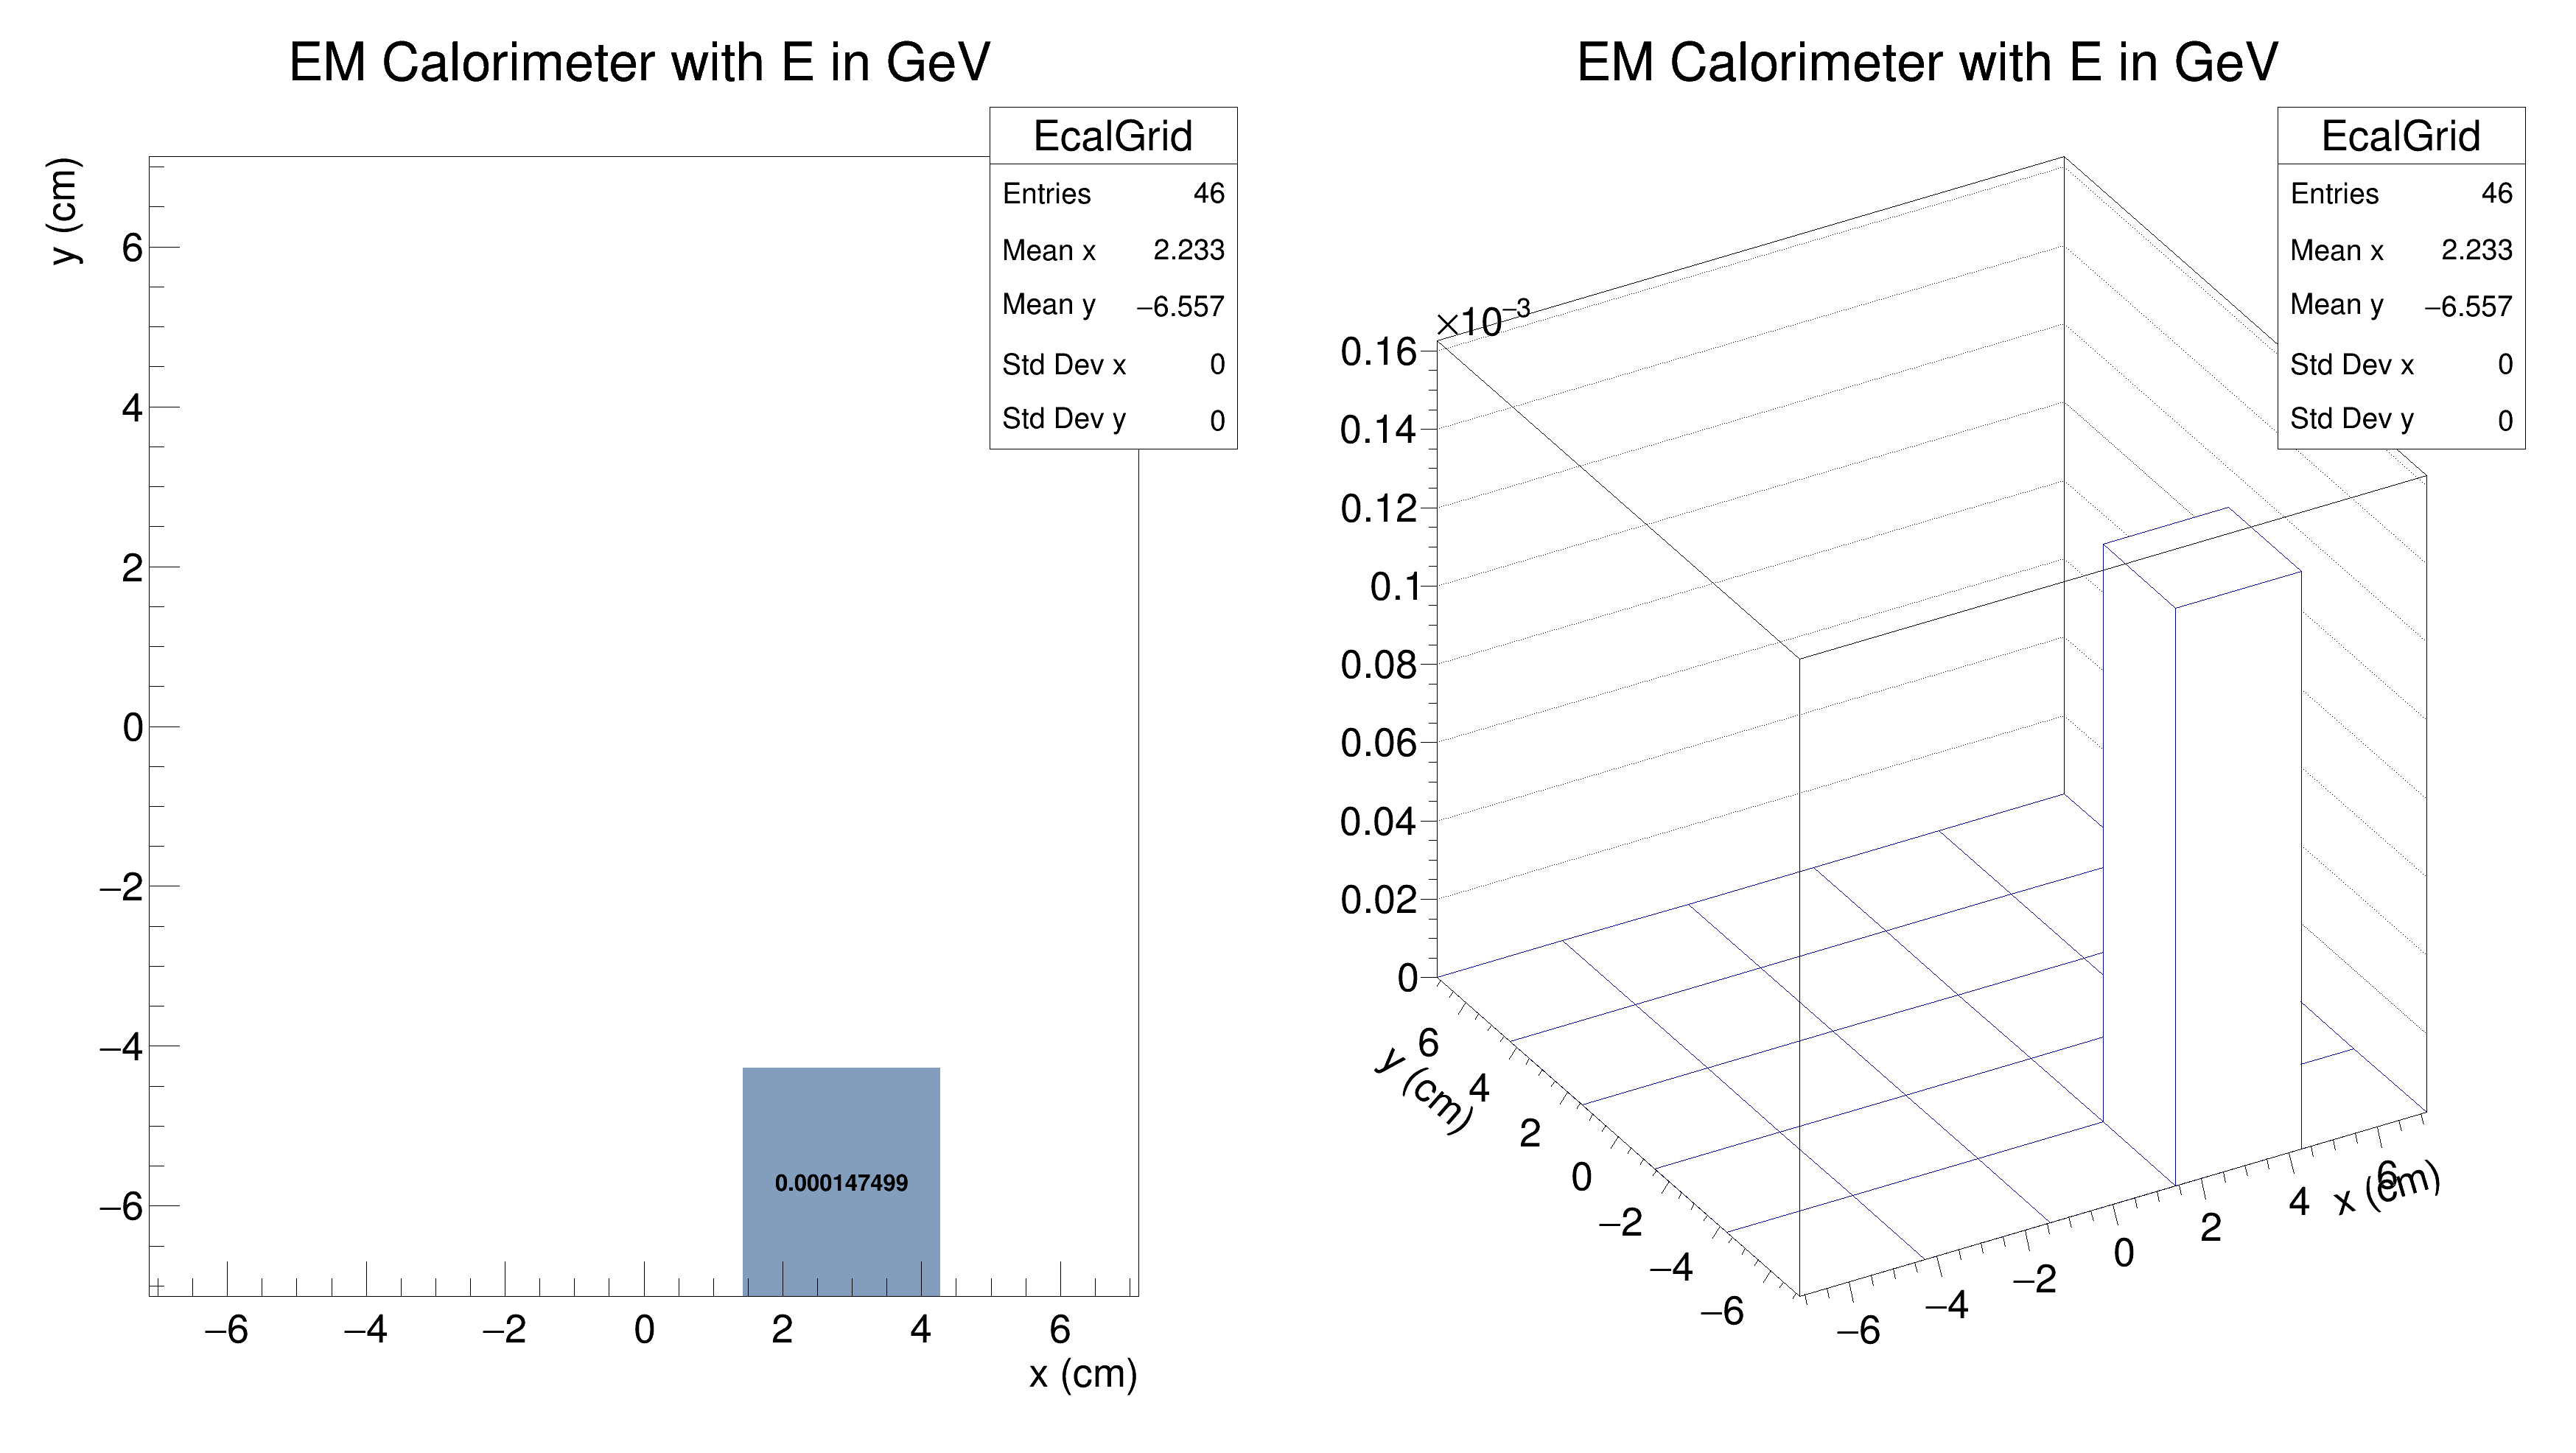 EM Calorimeter with E in GeV
EcalGrid
Entries 46
Mean x 2.233
Mean y −6.557
Std Dev x 0
Std Dev y 0
y (cm)
6
4
2
0
−2
−4
−6
0.000147499
−6 −4 −2 0 2 4 6
x (cm)
EM Calorimeter with E in GeV
EcalGrid
Entries 46
Mean x 2.233
Mean y −6.557
Std Dev x 0
Std Dev y 0
×10⁻³
0.16
0.14
0.12
0.1
0.08
0.06
0.04
0.02
0
6 4 2 0 −2 −4 −6
y (cm)
−6 −4 −2 0 2 4 6
x (cm)